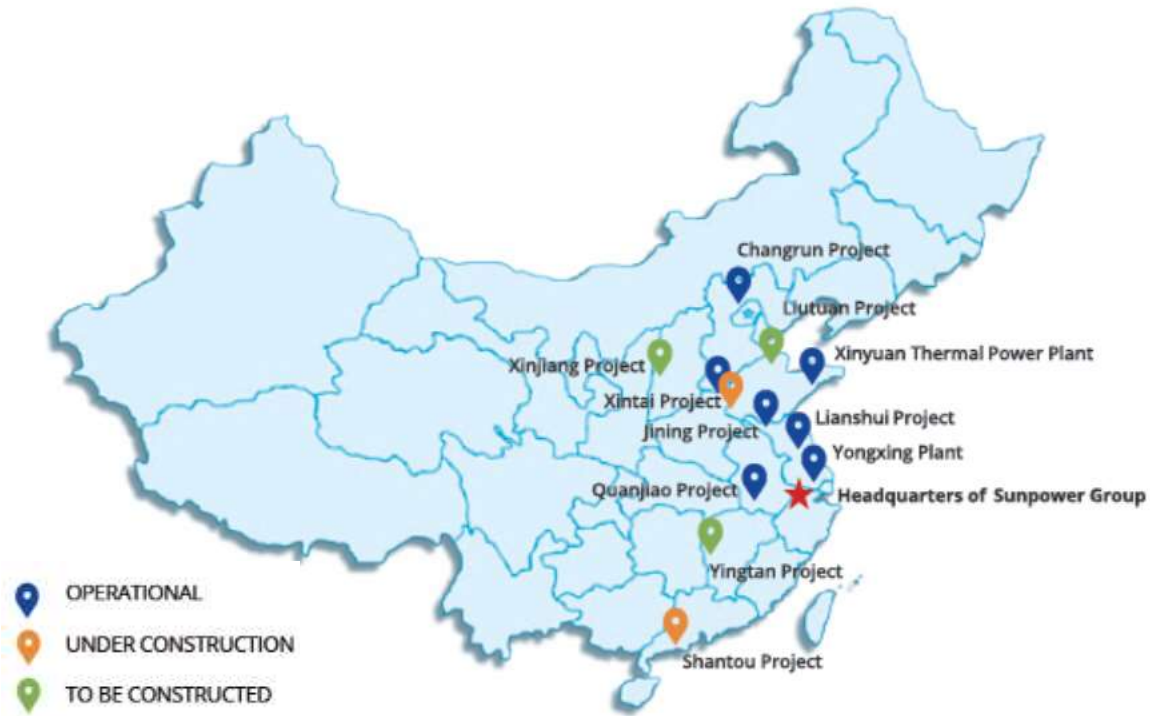 Changrun Project
Liutuan Project
Xinyuan Thermal Power Plant
Xinjiang Project
Xintai Project
Lianshui Project
Jining Project
Yongxing Plant
Quanjiao Project
Headquarters of Sunpower Group
Yingtan Project
Shantou Project
OPERATIONAL
UNDER CONSTRUCTION
TO BE CONSTRUCTED